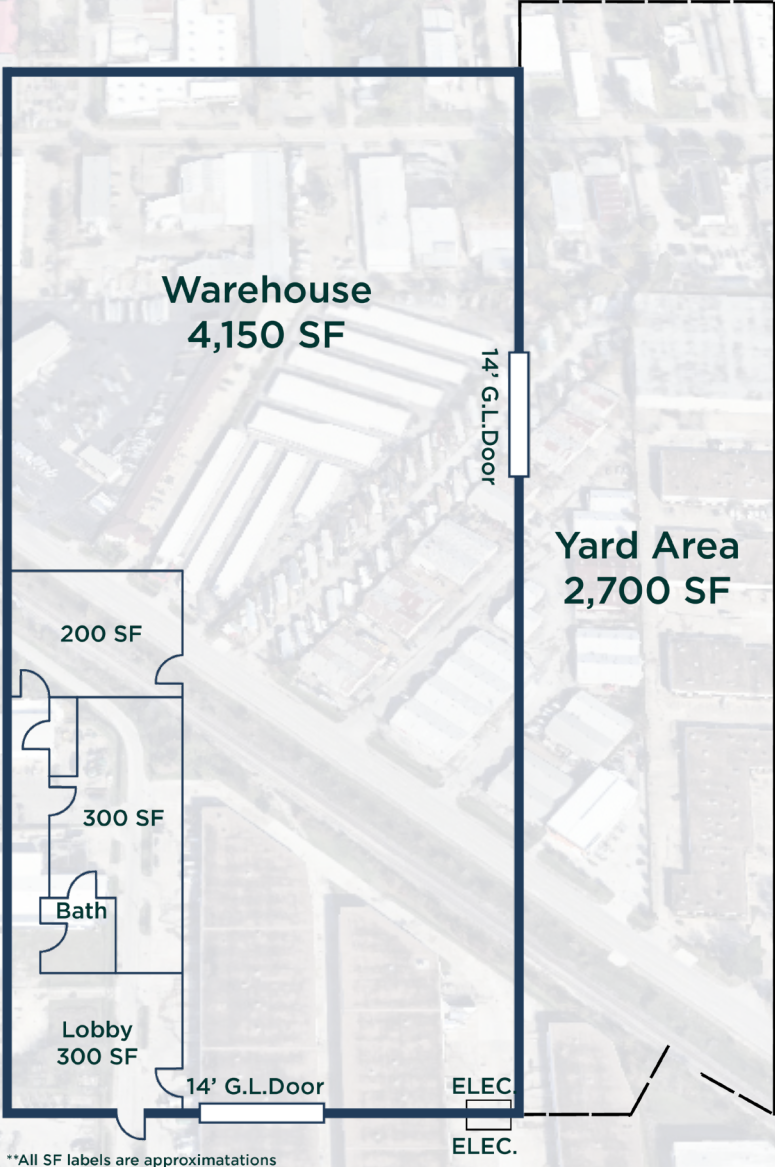 Warehouse
4,150 SF
14' G.L.Door
Yard Area
2,700 SF
200 SF
300 SF
Bath
Lobby
300 SF
14' G.L.Door
ELEC.
ELEC.
**All SF labels are approximatations